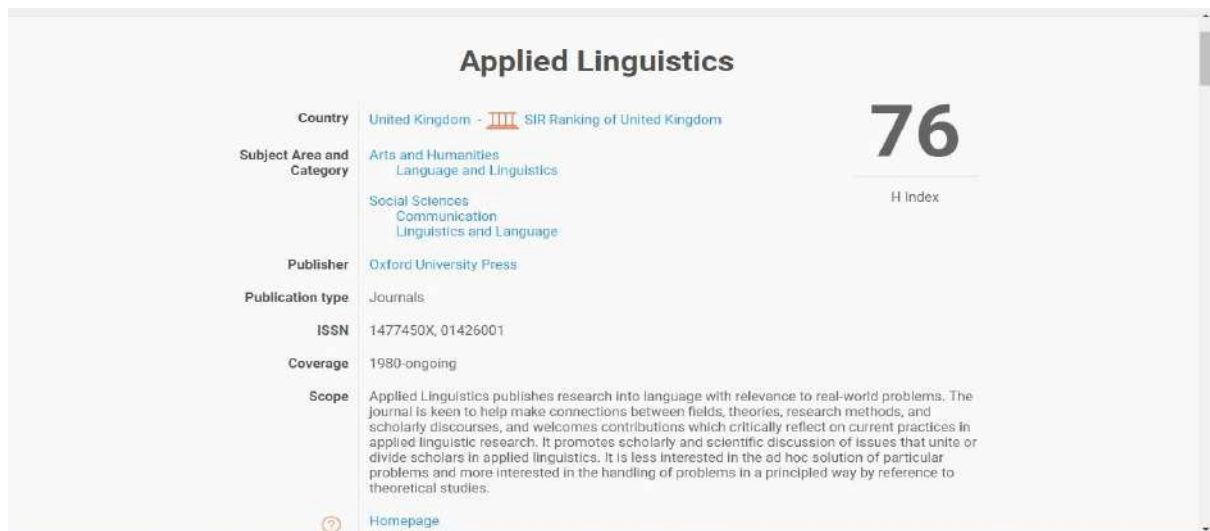 Applied Linguistics
Country United Kingdom - SIR Ranking of United Kingdom
76
H Index
Subject Area and Category
Arts and Humanities
Language and Linguistics
Social Sciences
Communication
Linguistics and Language
Publisher Oxford University Press
Publication type Journals
ISSN 1477450X, 01426001
Coverage 1980-ongoing
Scope Applied Linguistics publishes research into language with relevance to real-world problems. The
journal is keen to help make connections between fields, theories, research methods, and
scholarly discourses, and welcomes contributions which critically reflect on current practices in
applied linguistic research. It promotes scholarly and scientific discussion of issues that unite or
divide scholars in applied linguistics. It is less interested in the ad hoc solution of particular
problems and more interested in the handling of problems in a principled way by reference to
theoretical studies.
? Homepage